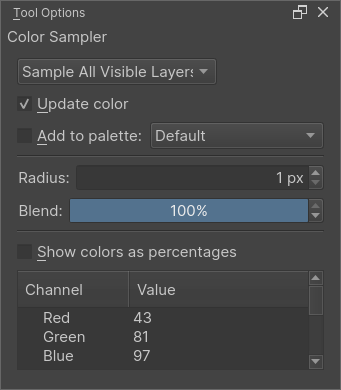 Tool Options
Color Sampler
Sample All Visible Layers
Update color
Add to palette: Default
Radius: 1 px
Blend: 100%
Show colors as percentages
Channel Value
Red 43
Green 81
Blue 97